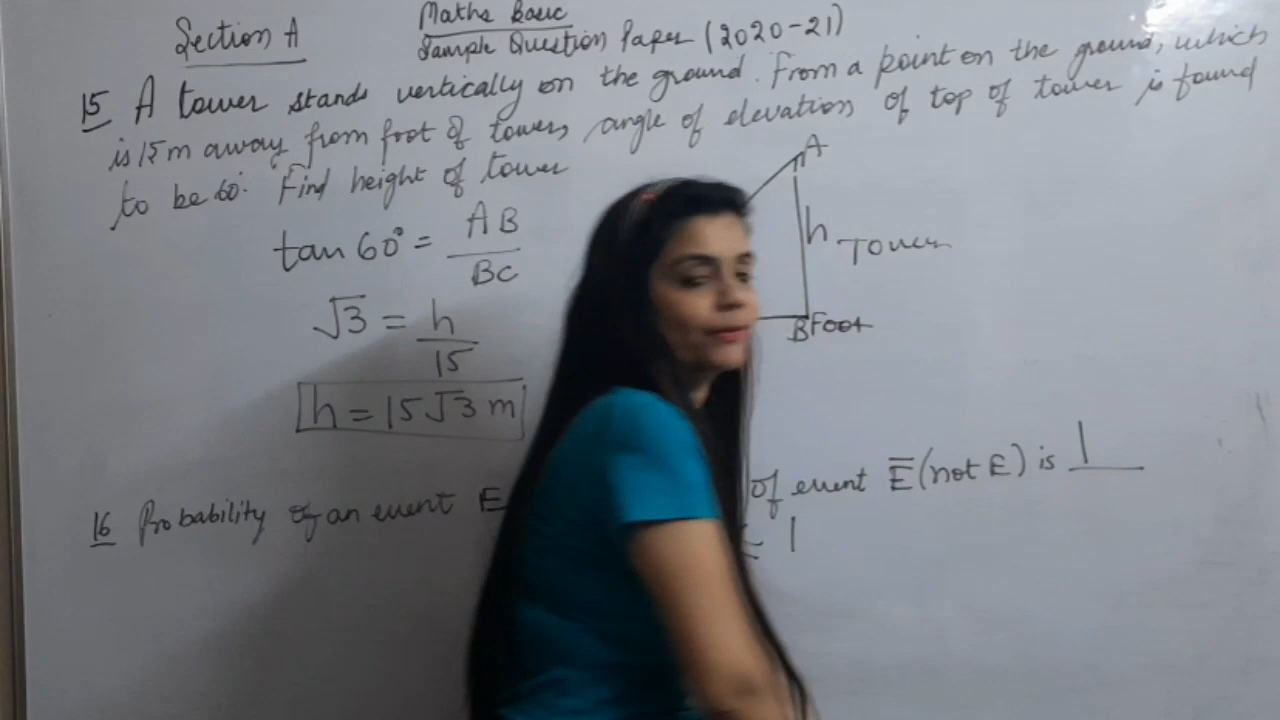 Section A
Maths Basic
Sample Question Paper (2020-21)
15 A tower stands vertically on the ground. From a point on the ground, which
is 15m away from foot of tower, angle of elevation of top of tower is found
to be 60°. Find height of tower
tan 60° = AB
BC
√3 = h
15
h = 15√3 m
A
h Tower
B Foot
16 Probability of an event E of event E̅ (not E) is 1
= 1